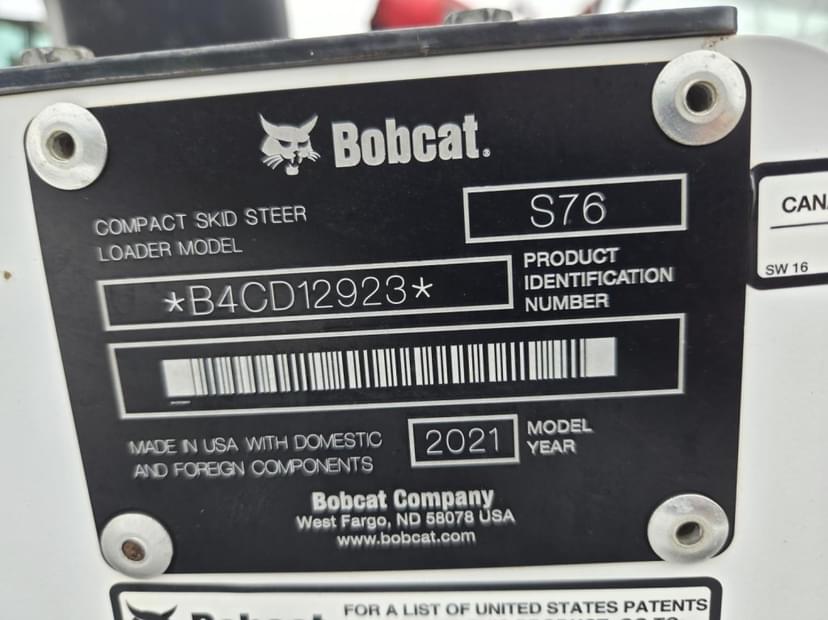 Bobcat.
COMPACT SKID STEER
LOADER MODEL
S76
*B4CD12923*
PRODUCT
IDENTIFICATION
NUMBER
MADE IN USA WITH DOMESTIC
AND FOREIGN COMPONENTS
2021
MODEL
YEAR
Bobcat Company
West Fargo, ND 58078 USA
www.bobcat.com
CAN
SW 16
Bobcat
FOR A LIST OF UNITED STATES PATENTS